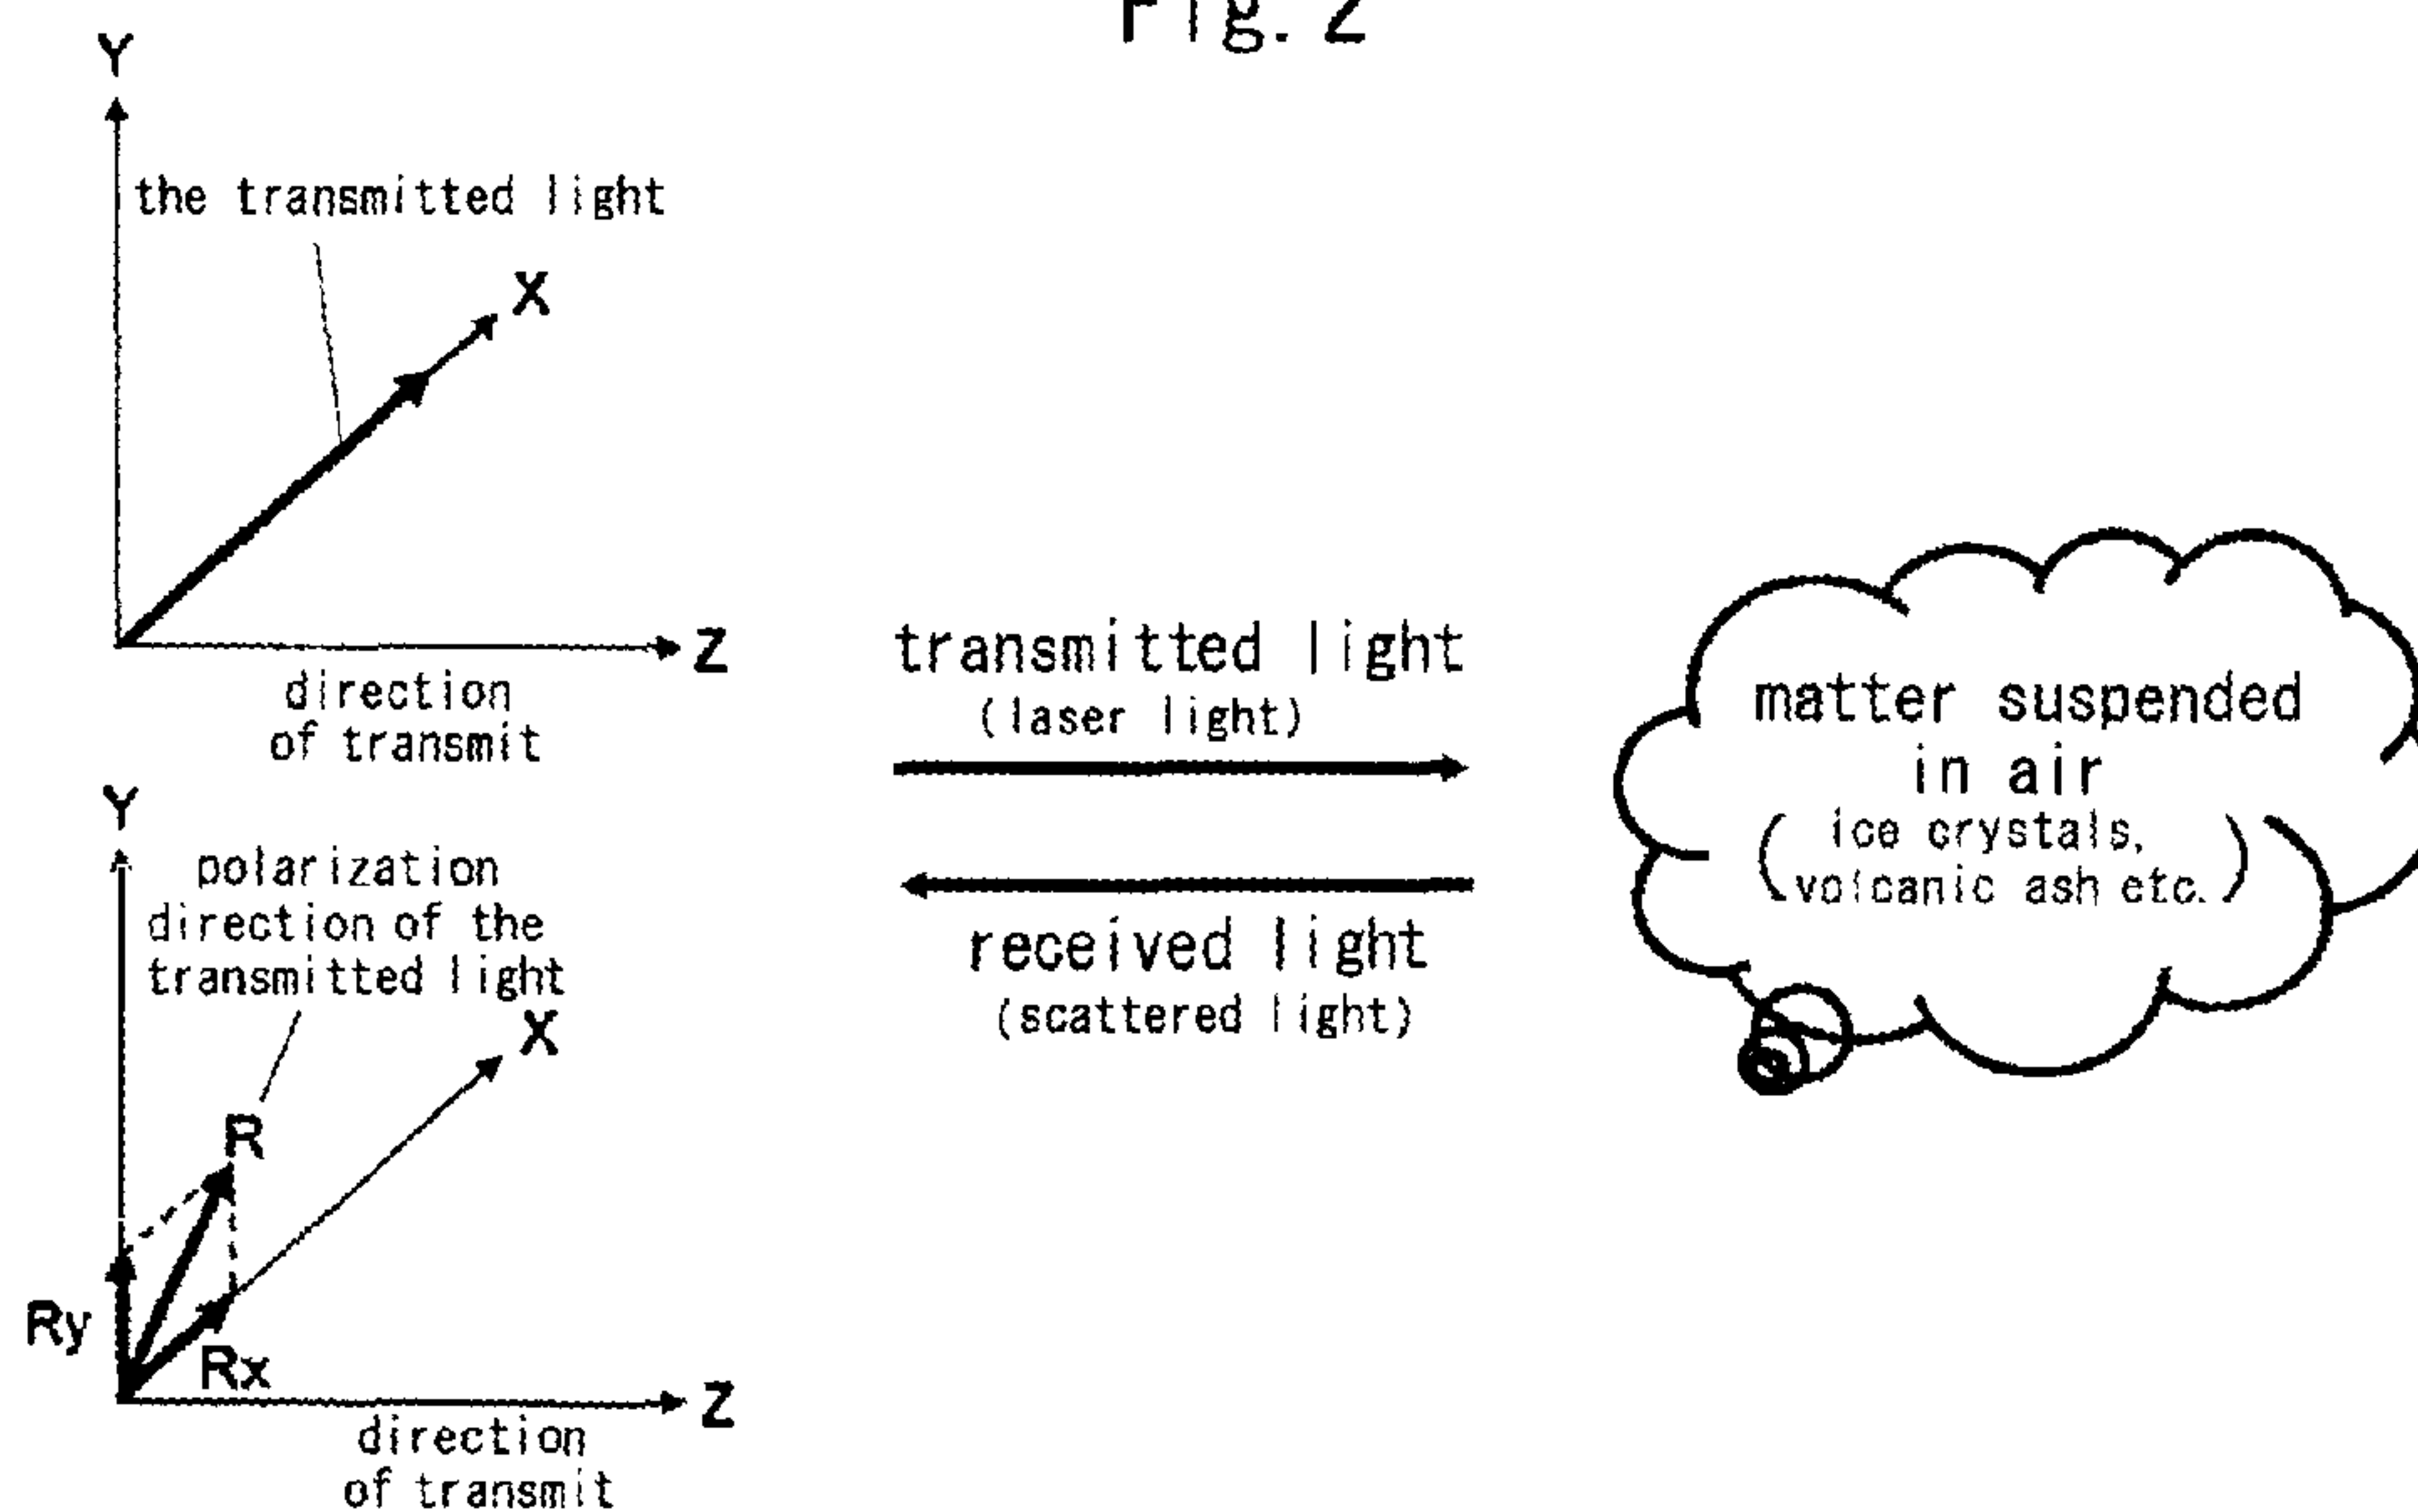 Fig. 2
Y
the transmitted light
X
Z
direction
of transmit
Y
polarization
direction of the
transmitted light
X
R
Ry
Rx
Z
direction
of transmit
transmitted light
(laser light)
received light
(scattered light)
matter suspended
in air
( ice crystals,
volcanic ash etc. )